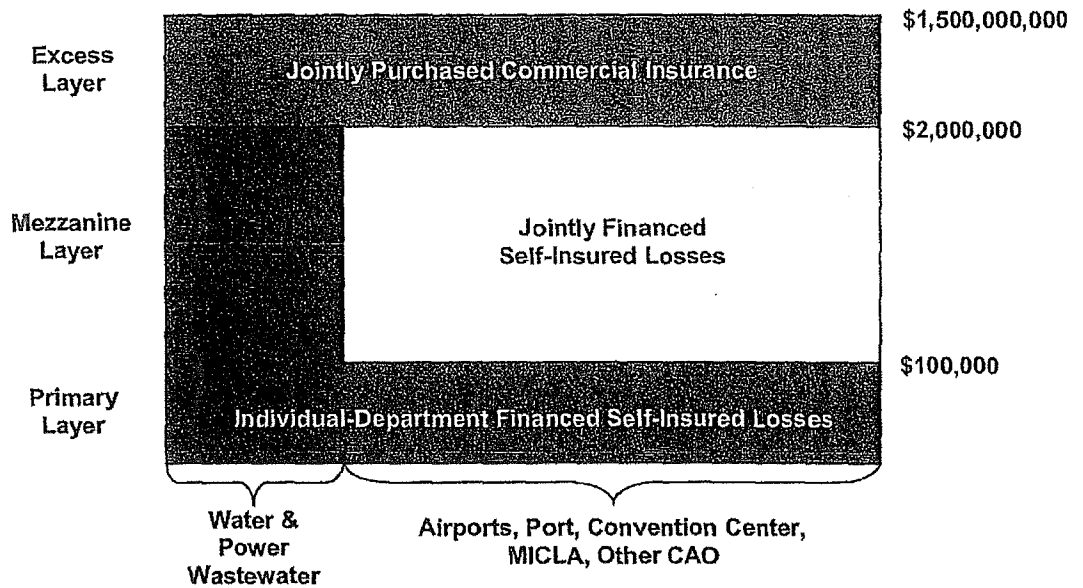 $1,500,000,000
Excess
Layer
Jointly Purchased Commercial Insurance
$2,000,000
Mezzanine
Layer
Jointly Financed
Self-Insured Losses
$100,000
Primary
Layer
Individual-Department Financed Self-Insured Losses
Water &
Power
Wastewater
Airports, Port, Convention Center,
MICLA, Other CAO